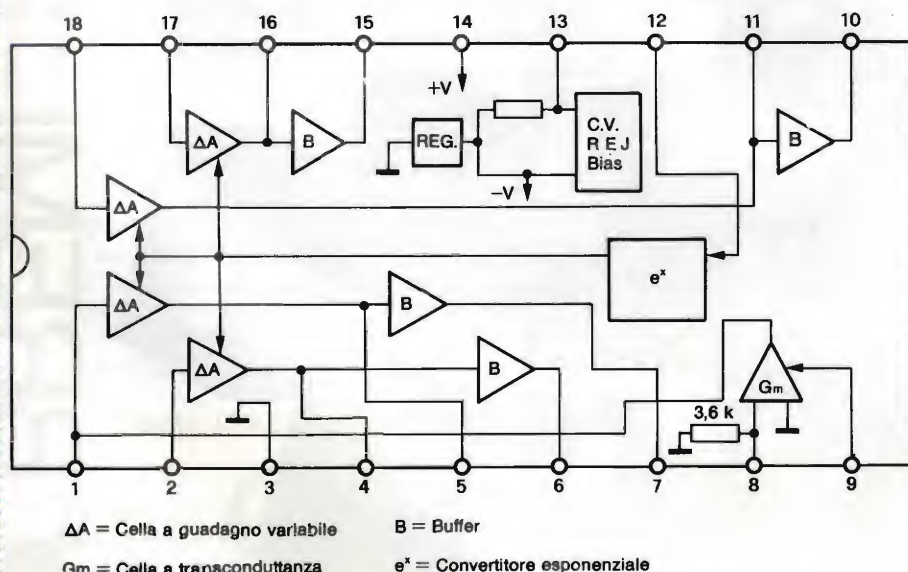 18 17 16 15 14 13 12 11 10
+V
ΔA B REG. C.V.
R E J
Bias
B
−V
ΔA
ΔA B eˣ
ΔA B Gm
3,6 k
1 2 3 4 5 6 7 8 9
ΔA = Cella a guadagno variabile B = Buffer
Gm = Cella a transconduttanza eˣ = Convertitore esponenziale